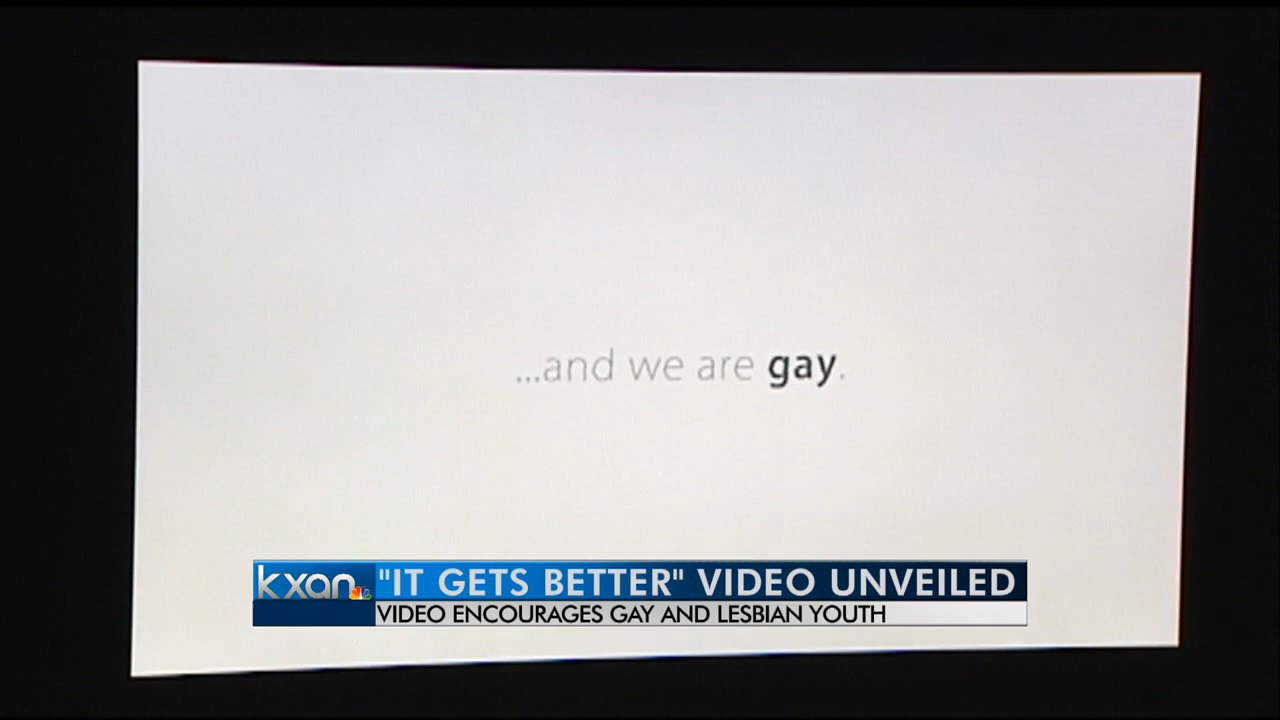 ...and we are gay.
kxan "IT GETS BETTER" VIDEO UNVEILED
VIDEO ENCOURAGES GAY AND LESBIAN YOUTH